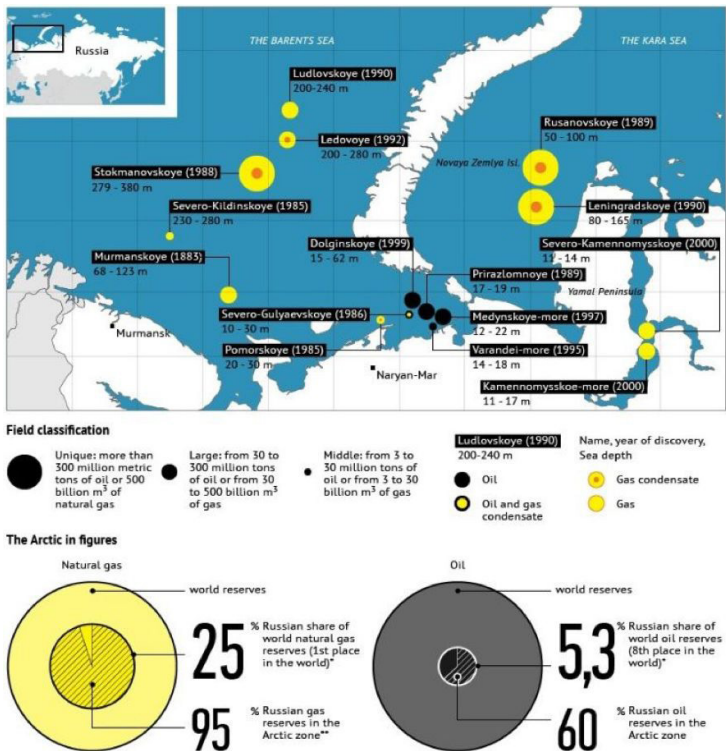 THE BARENTS SEA
THE KARA SEA
Russia
Ludlovskoye (1990)
200-240 m
Ledovoye (1992)
200 - 280 m
Rusanovskoye (1989)
50 - 100 m
Novaya Zemlya Isl.
Stokmanovskoye (1988)
279 - 380 m
Severo-Kildinskoye (1985)
230 - 280 m
Leningradskoye (1990)
80 - 165 m
Dolginskoye (1999)
15 - 62 m
Severo-Kamennomysskoye (2000)
11 - 14 m
Murmanskoye (1883)
68 - 123 m
Prirazlomnoye (1989)
17 - 19 m
Yamal Peninsula
Severo-Gulyaevskoye (1986)
10 - 30 m
Medynskoye-more (1997)
12 - 22 m
Murmansk
Pomorskoye (1985)
20 - 30 m
Varandei-more (1995)
14 - 18 m
Naryan-Mar
Kamennomysskoe-more (2000)
11 - 17 m
Field classification
Unique: more than
300 million metric
tons of oil or 500
billion m³ of
natural gas
Large: from 30 to
300 million tons
of oil or from 30
to 500 billion m³
of gas
Middle: from 3 to
30 million tons of
oil or from 3 to 30
billion m³ of gas
Ludlovskoye (1990)
200-240 m
Name, year of discovery,
Sea depth
Oil
Gas condensate
Oil and gas
condensate
Gas
The Arctic in figures
Natural gas
world reserves
25 % Russian share of
world natural gas
reserves (1st place
in the world)*
95 % Russian gas
reserves in the
Arctic zone**
Oil
world reserves
5,3 % Russian share of
world oil reserves
(8th place in the
world)*
60 % Russian oil
reserves in the
Arctic zone